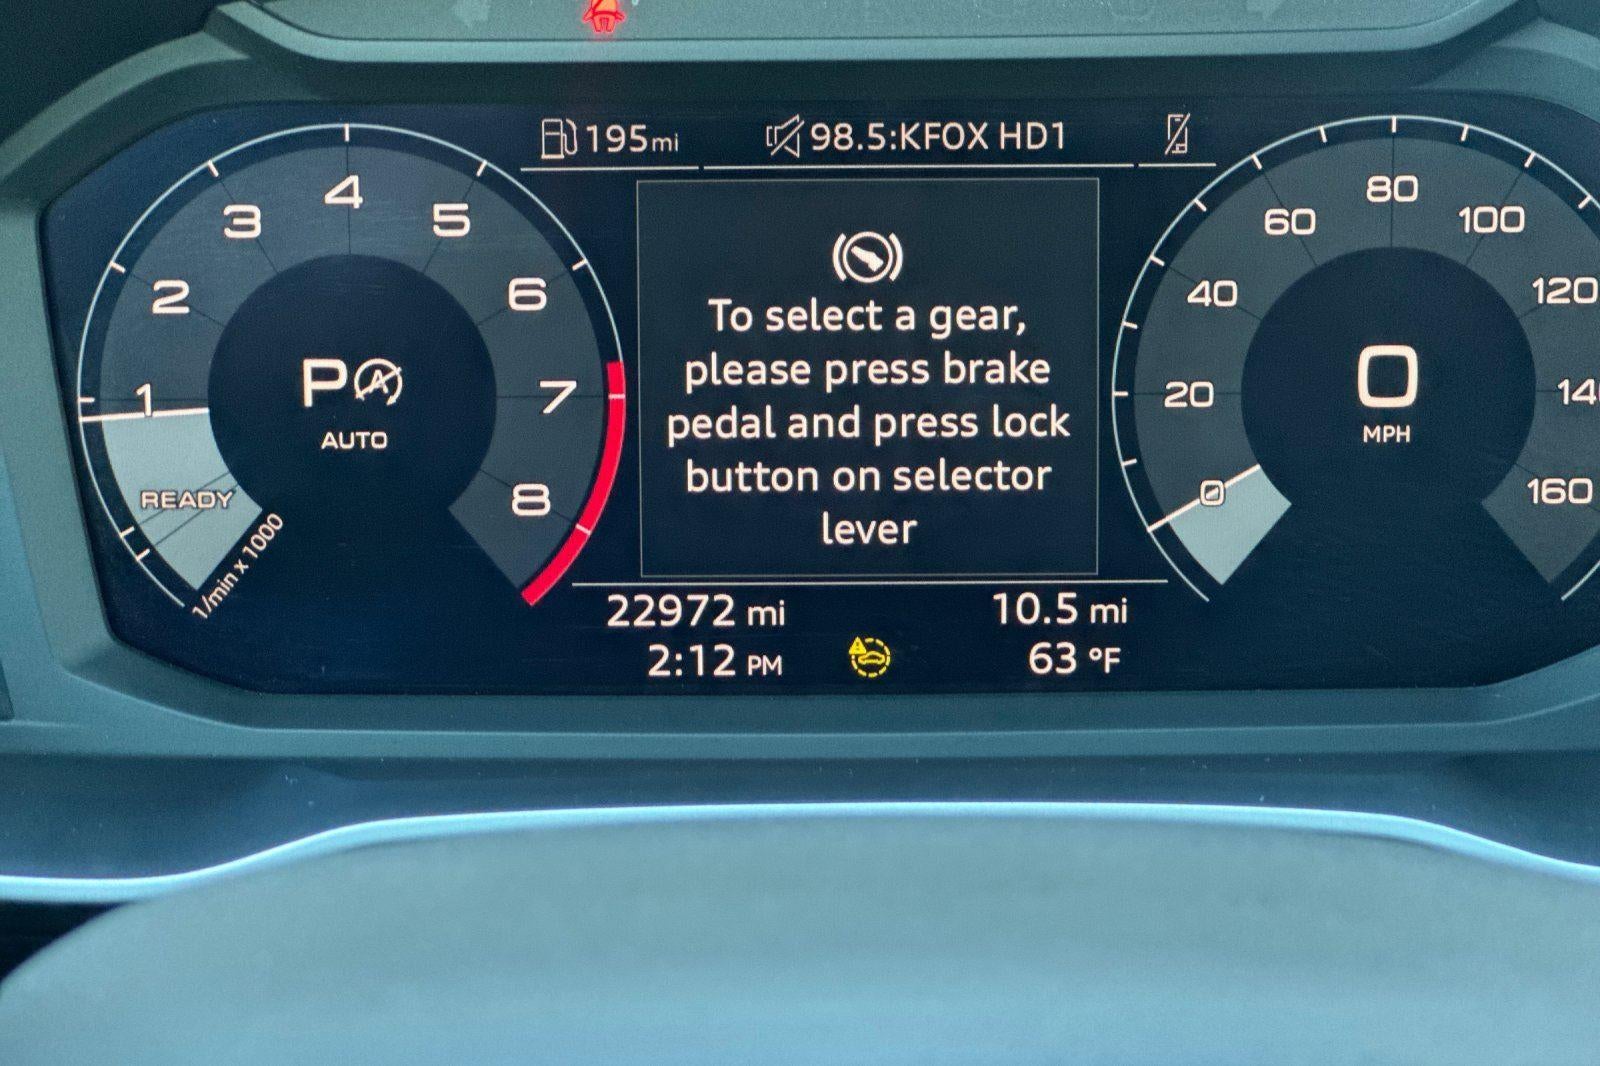 195 mi
98.5:KFOX HD1
1
2
3
4
5
6
7
8
READY
1/min x 1000
P A
AUTO
To select a gear,
please press brake
pedal and press lock
button on selector
lever
0
20
40
60
80
100
120
160
0
MPH
22972 mi
10.5 mi
2:12 PM
63 °F